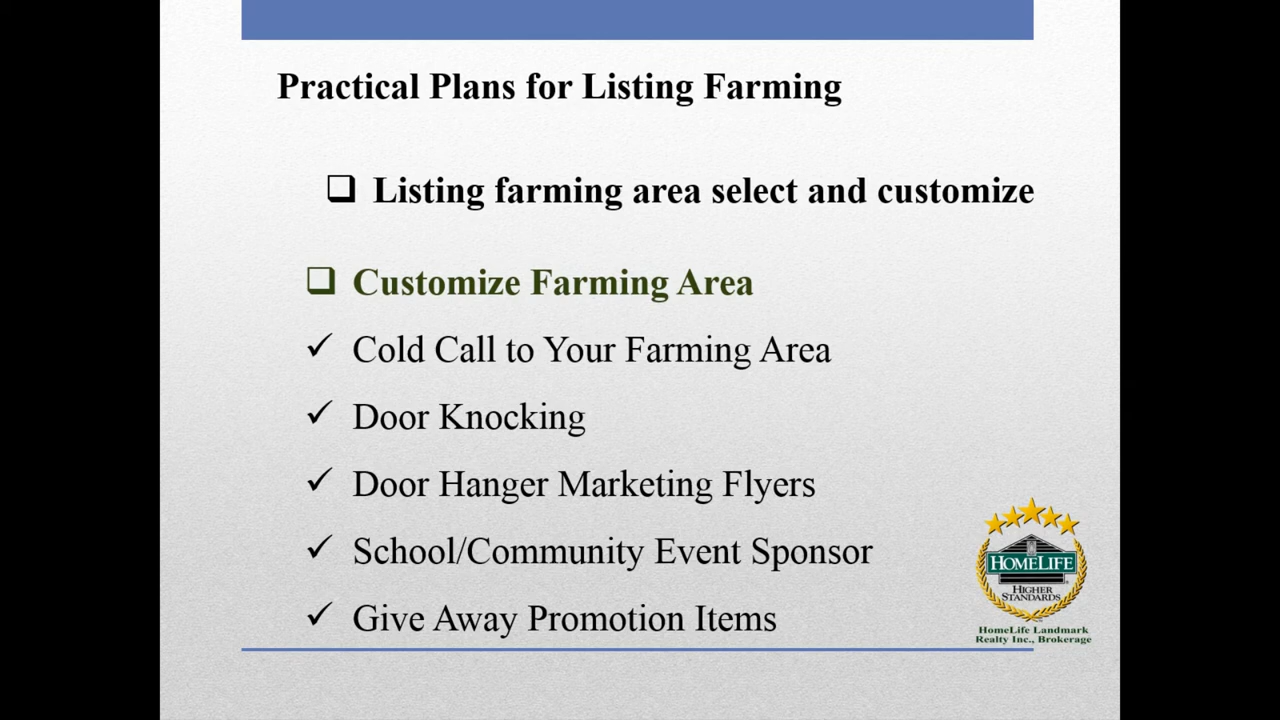 Practical Plans for Listing Farming
Listing farming area select and customize
Customize Farming Area
Cold Call to Your Farming Area
Door Knocking
Door Hanger Marketing Flyers
School/Community Event Sponsor
Give Away Promotion Items
HOMELIFE
HIGHER
STANDARDS
HomeLife Landmark
Realty Inc., Brokerage